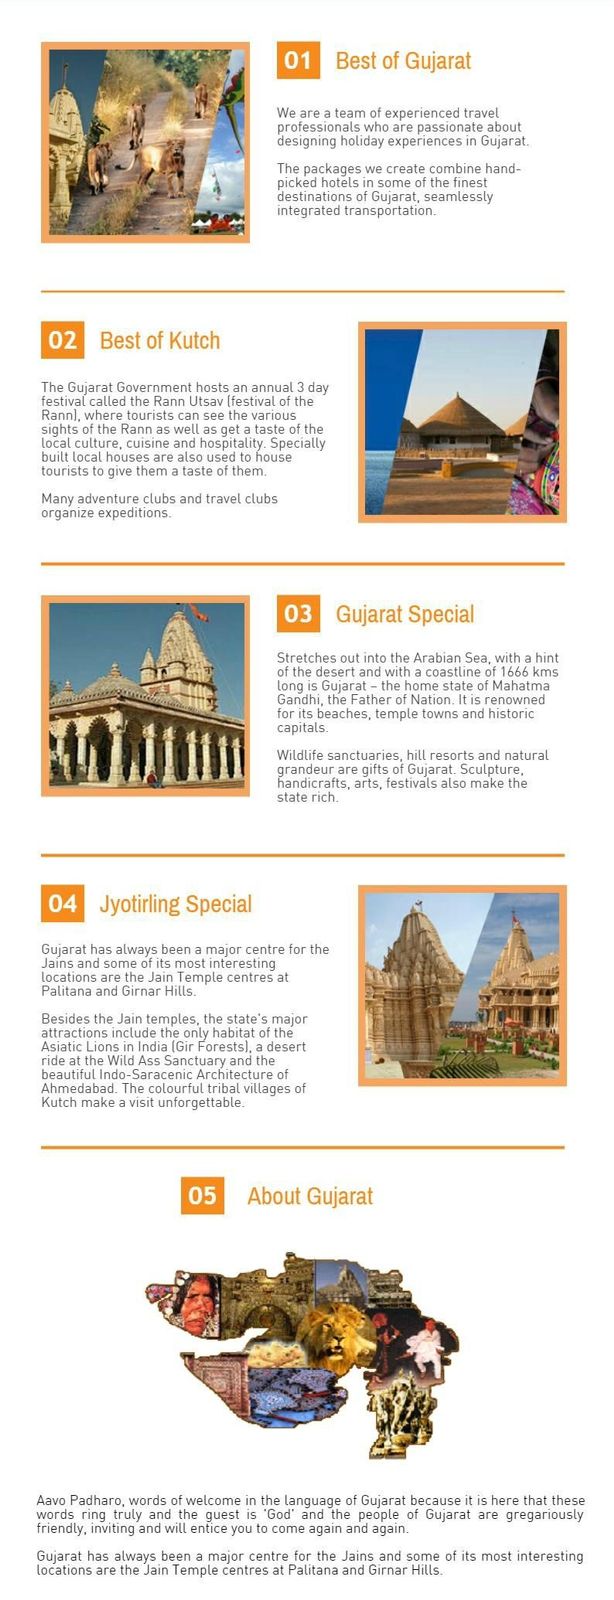 01 Best of Gujarat
We are a team of experienced travel
professionals who are passionate about
designing holiday experiences in Gujarat.
The packages we create combine hand-
picked hotels in some of the finest
destinations of Gujarat, seamlessly
integrated transportation.
02 Best of Kutch
The Gujarat Government hosts an annual 3 day
festival called the Rann Utsav (festival of the
Rann), where tourists can see the various
sights of the Rann as well as get a taste of the
local culture, cuisine and hospitality. Specially
built local houses are also used to house
tourists to give them a taste of them.
Many adventure clubs and travel clubs
organize expeditions.
03 Gujarat Special
Stretches out into the Arabian Sea, with a hint
of the desert and with a coastline of 1666 kms
long is Gujarat – the home state of Mahatma
Gandhi, the Father of Nation. It is renowned
for its beaches, temple towns and historic
capitals.
Wildlife sanctuaries, hill resorts and natural
grandeur are gifts of Gujarat. Sculpture,
handicrafts, arts, festivals also make the
state rich.
04 Jyotirling Special
Gujarat has always been a major centre for the
Jains and some of its most interesting
locations are the Jain Temple centres at
Palitana and Girnar Hills.
Besides the Jain temples, the state's major
attractions include the only habitat of the
Asiatic Lions in India (Gir Forests), a desert
ride at the Wild Ass Sanctuary and the
beautiful Indo-Saracenic Architecture of
Ahmedabad. The colourful tribal villages of
Kutch make a visit unforgettable.
05 About Gujarat
Aavo Padharo, words of welcome in the language of Gujarat because it is here that these
words ring truly and the guest is 'God' and the people of Gujarat are gregariously
friendly, inviting and will entice you to come again and again.
Gujarat has always been a major centre for the Jains and some of its most interesting
locations are the Jain Temple centres at Palitana and Girnar Hills.